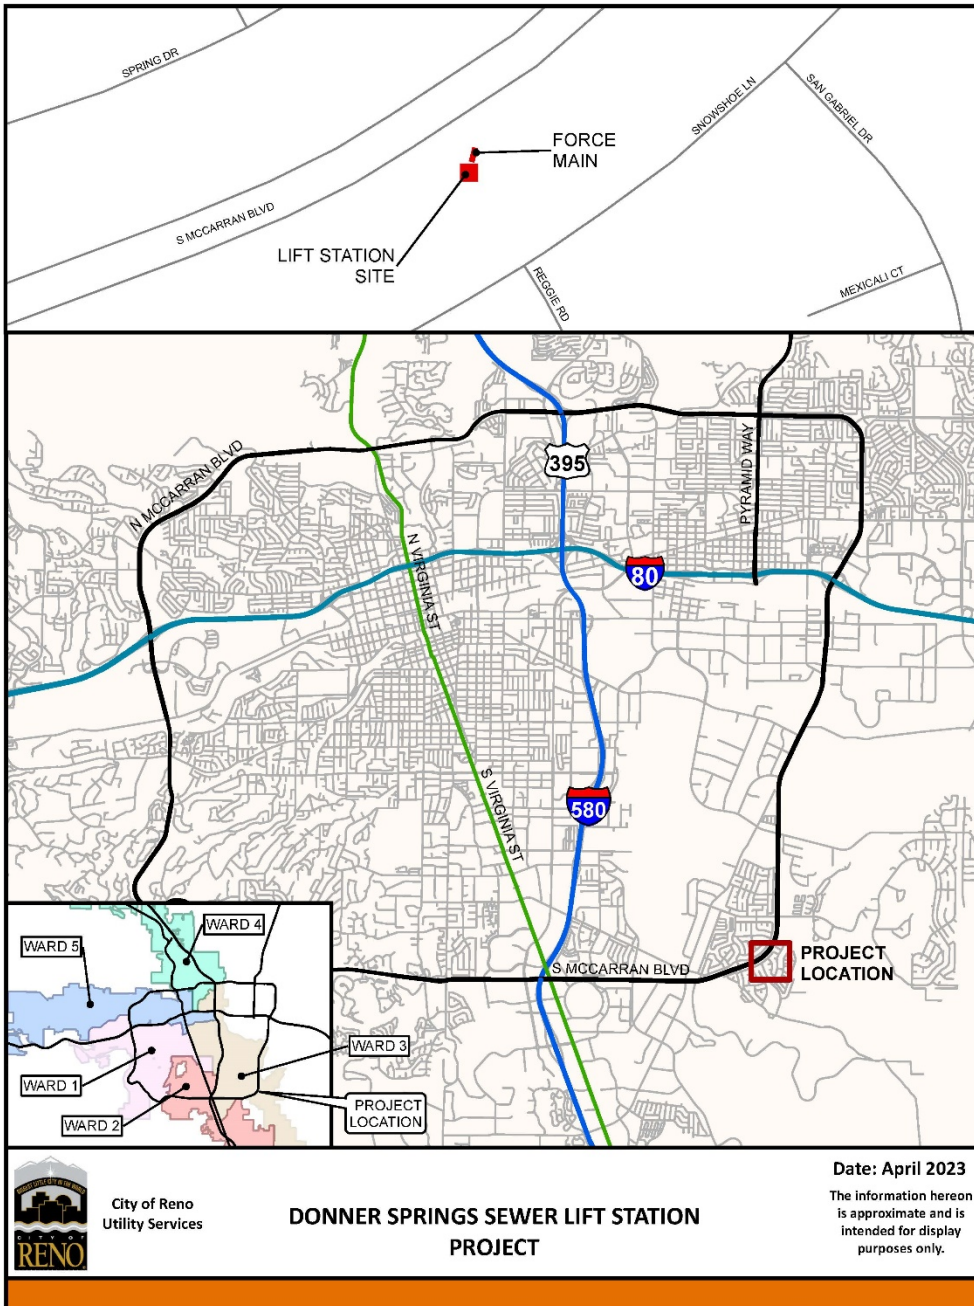 SPRING DR
S MCCARRAN BLVD
FORCE
MAIN
LIFT STATION
SITE
SNOWSHOE LN
SAN GABRIEL DR
REGGIE RD
MEXICALI CT
N MCCARRAN BLVD
395
PYRAMID WAY
N VIRGINIA ST
80
S VIRGINIA ST
580
S MCCARRAN BLVD
PROJECT
LOCATION
WARD 4
WARD 5
WARD 3
WARD 1
WARD 2
PROJECT
LOCATION
CITY OF
RENO
City of Reno
Utility Services
DONNER SPRINGS SEWER LIFT STATION
PROJECT
Date: April 2023
The information hereon
is approximate and is
intended for display
purposes only.